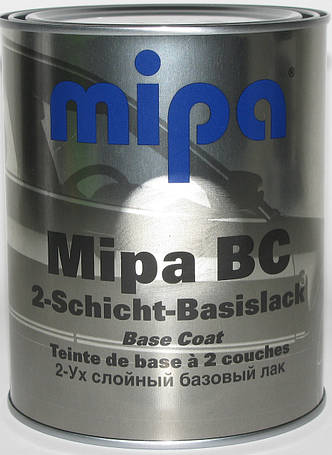 mipa®
Mipa BC
2-Schicht-Basislack
Base Coat
Teinte de base à 2 couches
2-Ух слойный базовый лак